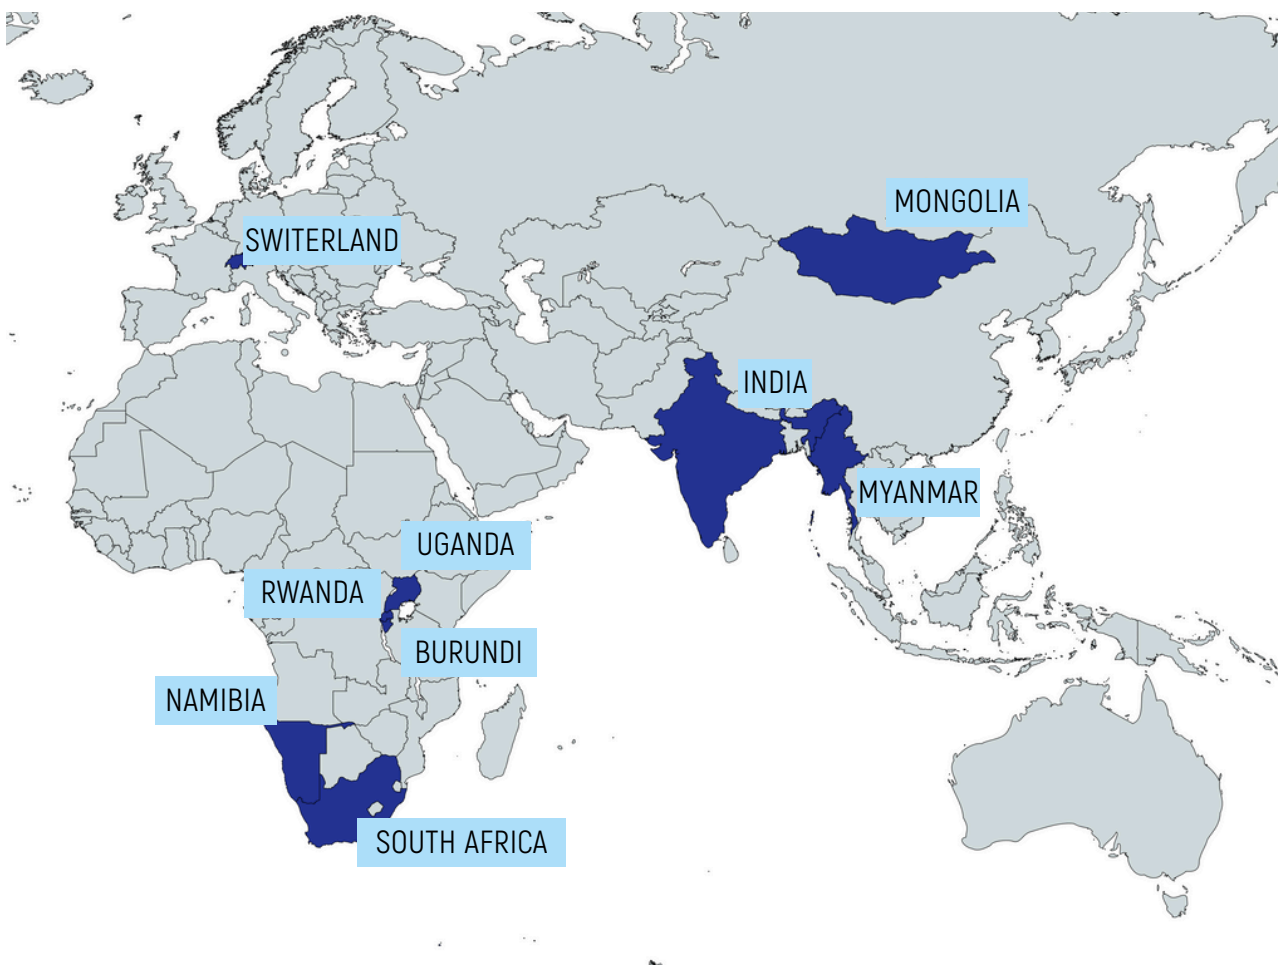 MONGOLIA
SWITERLAND
INDIA
MYANMAR
UGANDA
RWANDA
BURUNDI
NAMIBIA
SOUTH AFRICA